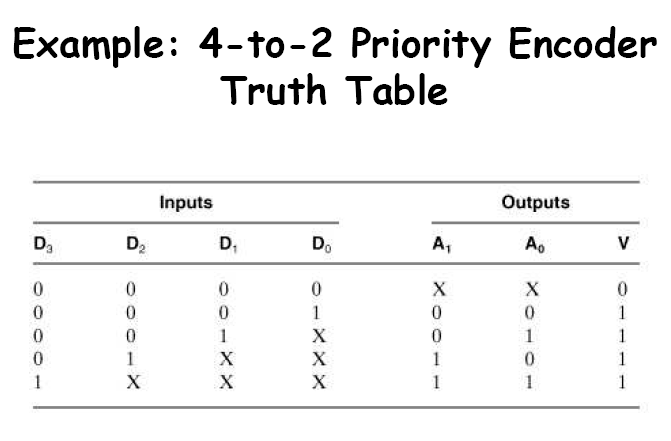 Example: 4-to-2 Priority Encoder
Truth Table
Inputs Outputs
D₃ D₂ D₁ D₀ A₁ A₀ V
0 0 0 0 X X 0
0 0 0 1 0 0 1
0 0 1 X 0 1 1
0 1 X X 1 0 1
1 X X X 1 1 1